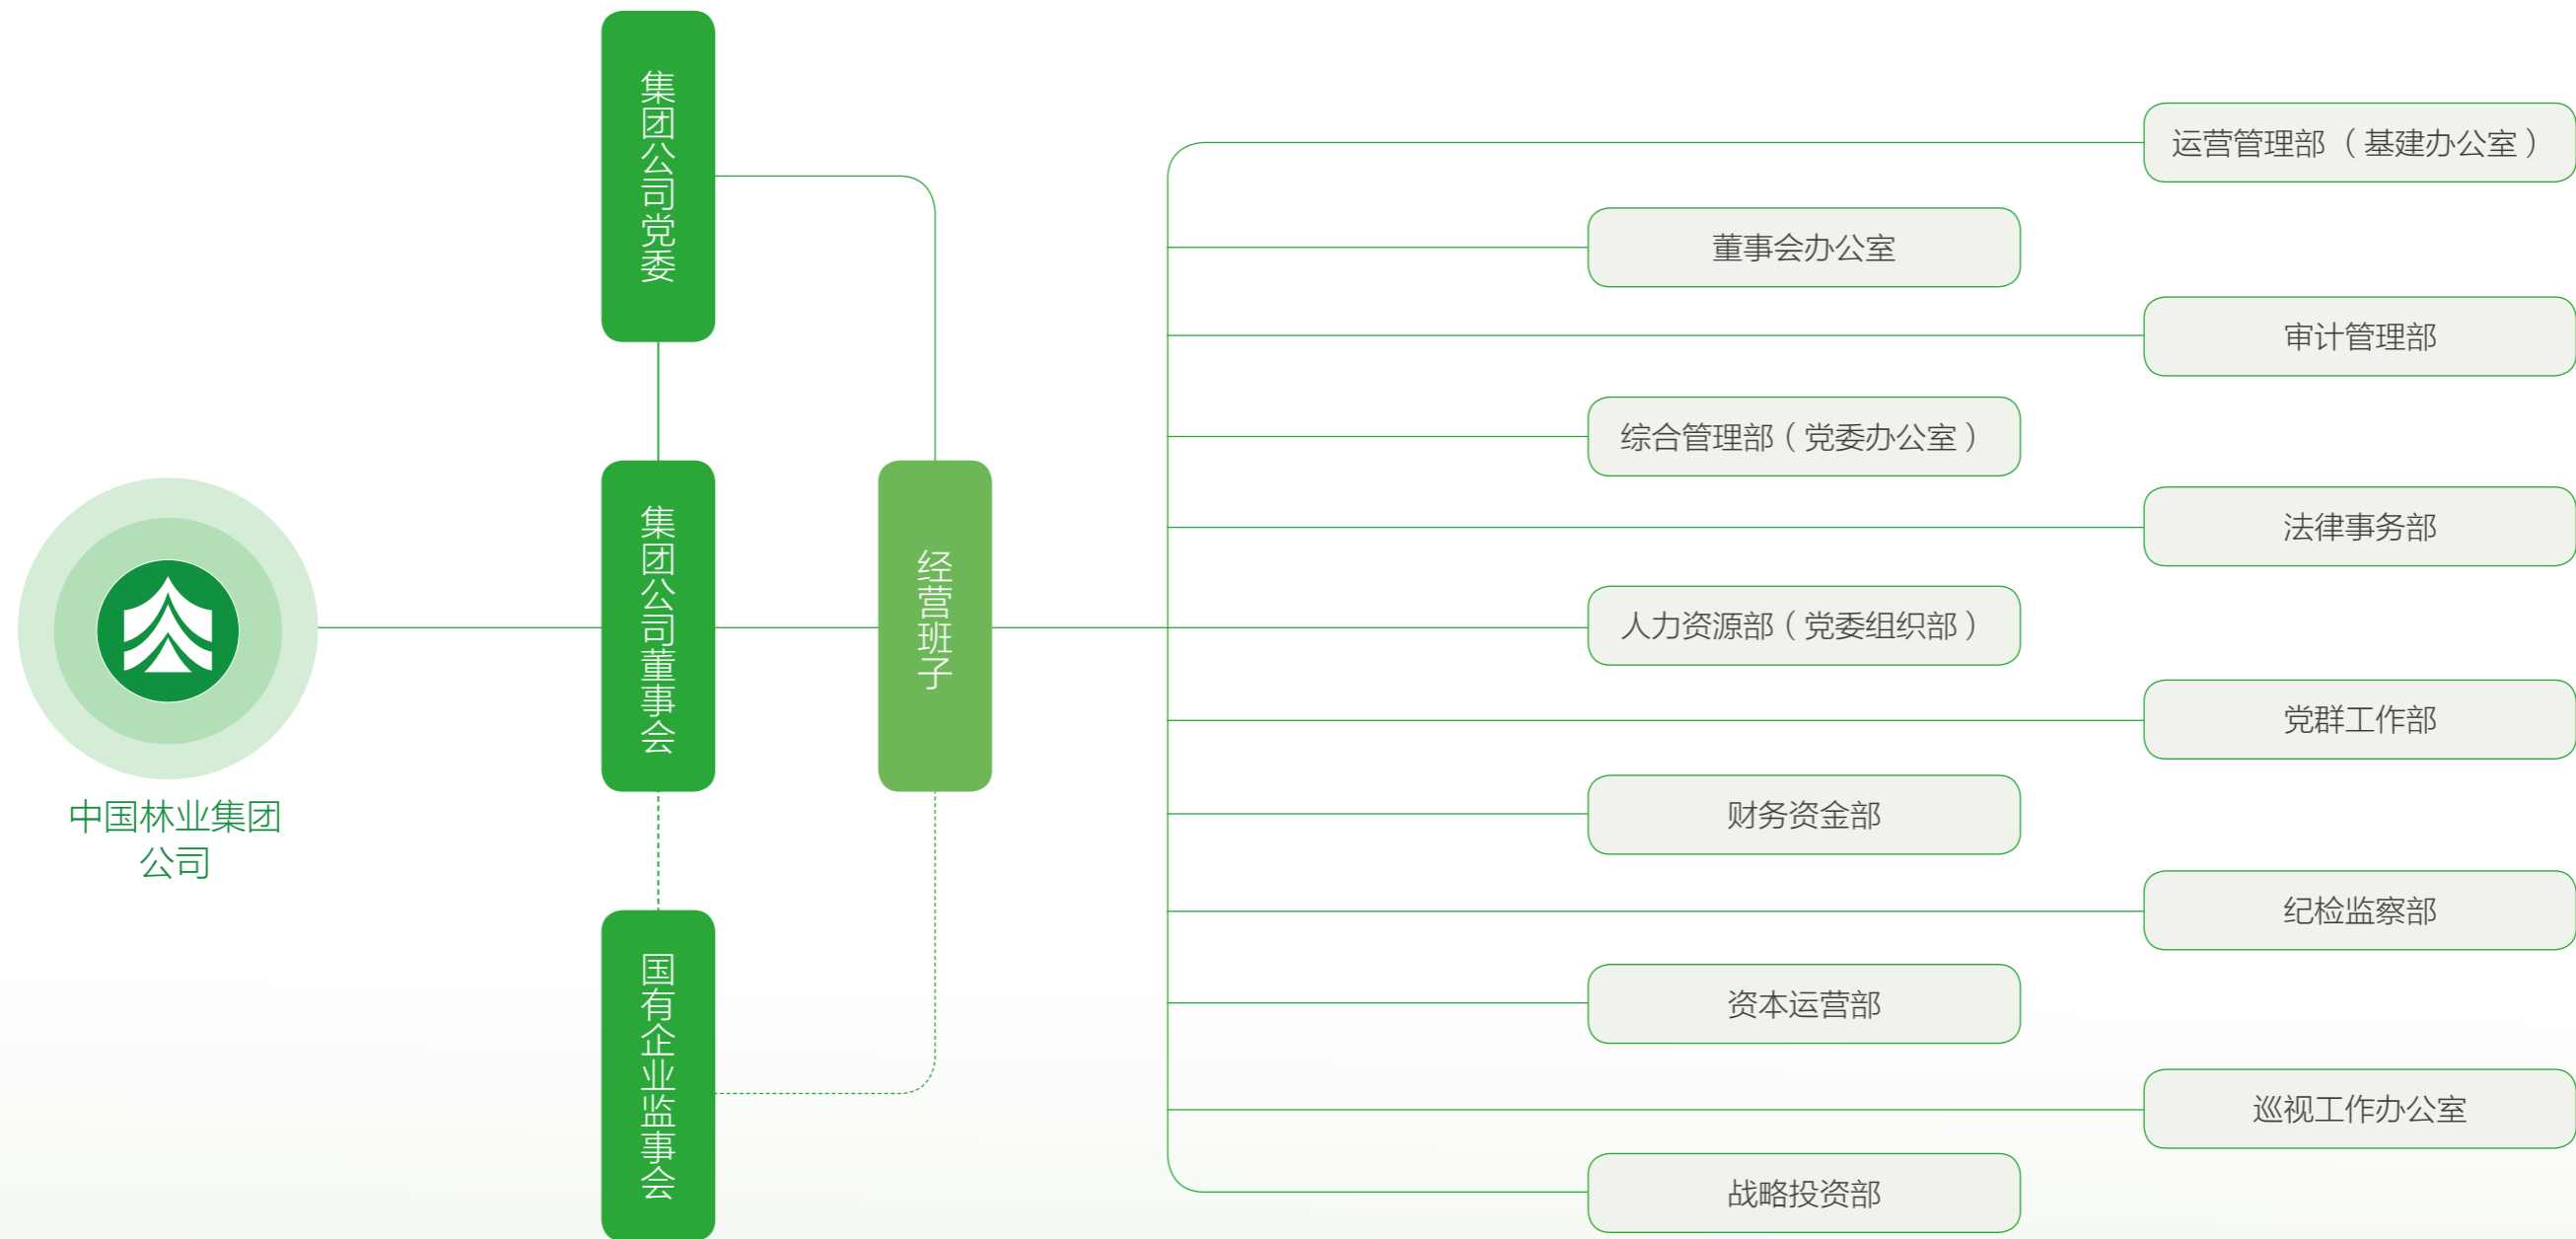 中国林业集团
公司
集团公司党委
集团公司董事会
国有企业监事会
经营班子
运营管理部（基建办公室）
董事会办公室
审计管理部
综合管理部（党委办公室）
法律事务部
人力资源部（党委组织部）
党群工作部
财务资金部
纪检监察部
资本运营部
巡视工作办公室
战略投资部